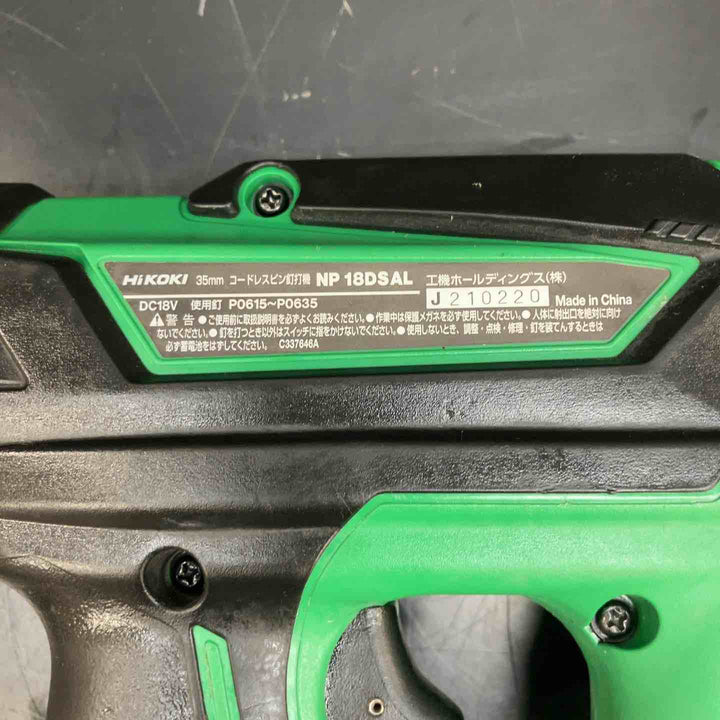 HiKOKI 35mm コードレスピン釘打機 NP 18DSAL 工機ホールディングス(株)
DC18V 使用釘 P0615~P0635 J210220 Made in China
警告 ●ご使用前に取扱説明書を必ずよくお読みください。●作業中は保護メガネを必ず使用してください。●人体に射出口を絶対に向け
ないでください。●釘を打つとき以外はスイッチに指をかけないでください。●使用しないとき、調整・点検・修理・釘を装てんするときは
必ず蓄電池をはずしてください。 C337646A